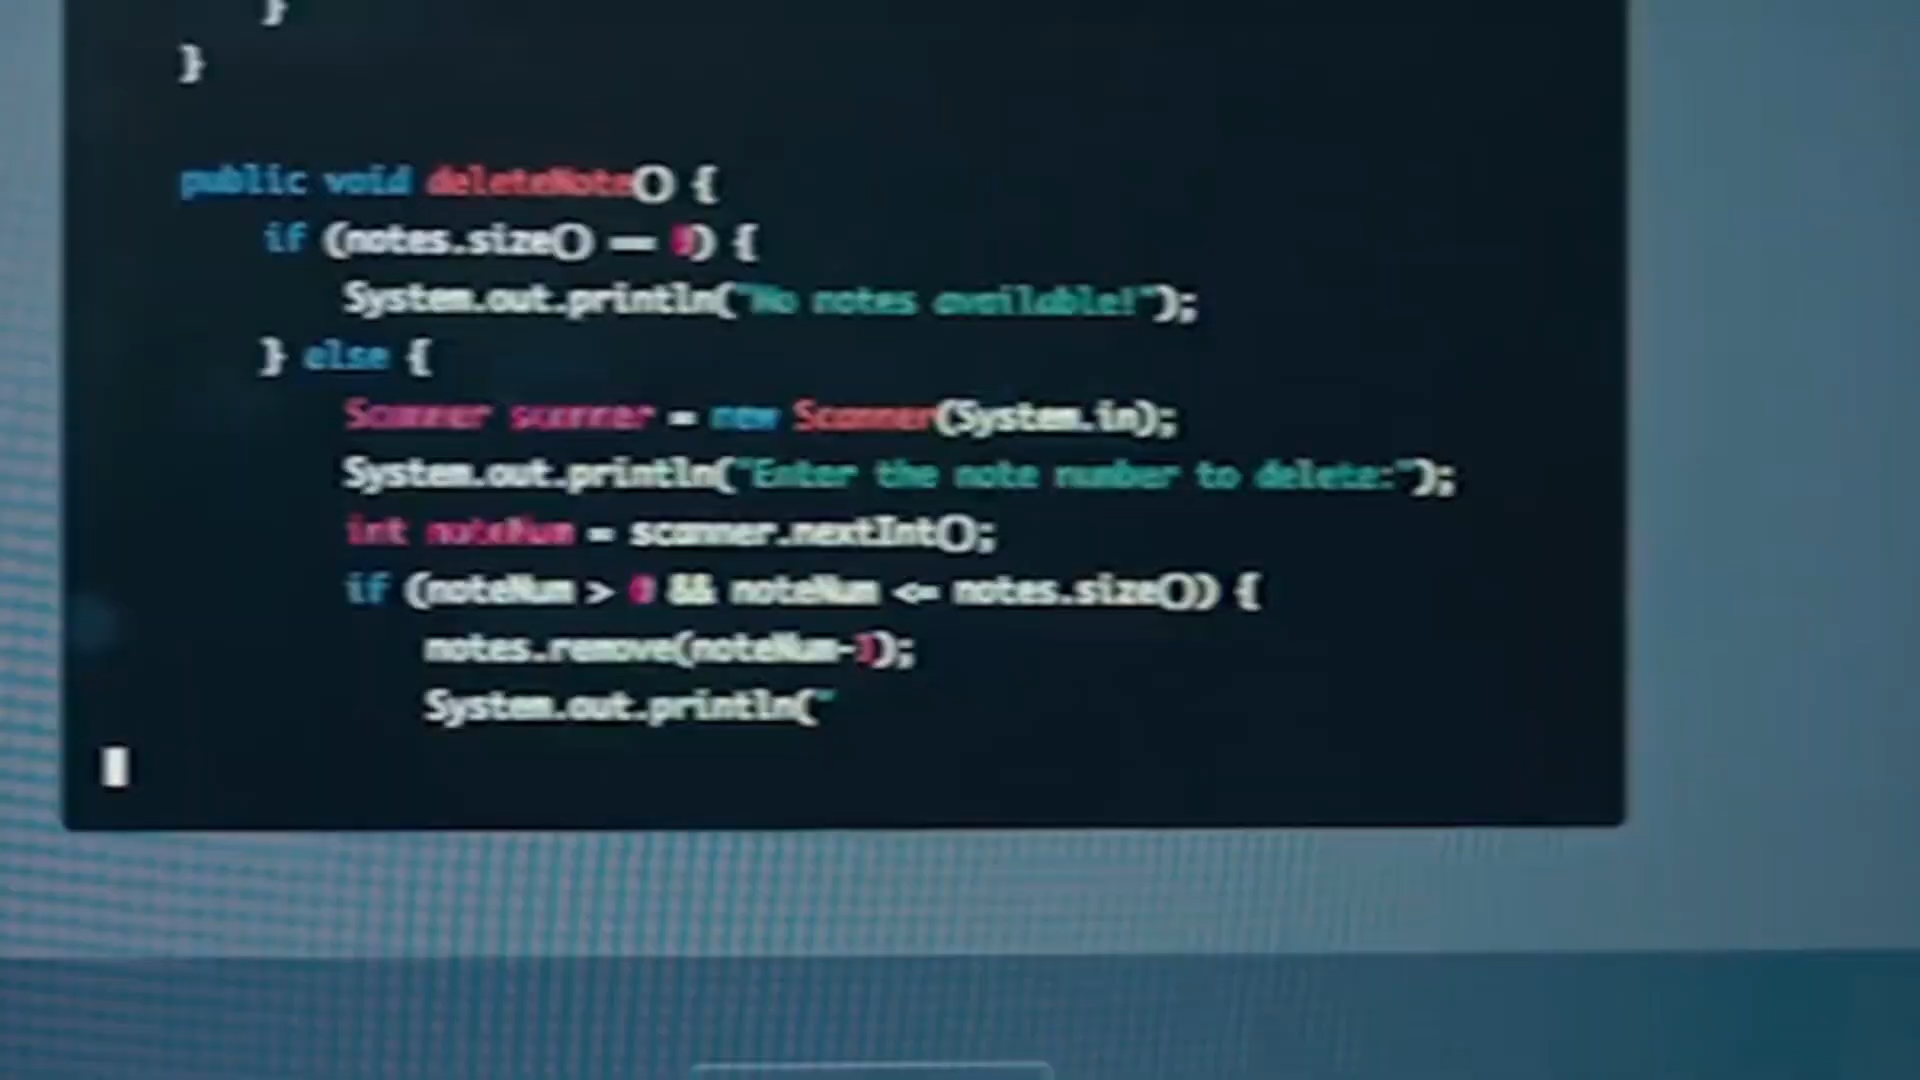 }
}
public void deleteNote() {
if (notes.size() == 0) {
System.out.println("No notes available!");
} else {
Scanner scanner = new Scanner(System.in);
System.out.println("Enter the note number to delete:");
int noteNum = scanner.nextInt();
if (noteNum > 0 && noteNum <= notes.size()) {
notes.remove(noteNum-1);
System.out.println("